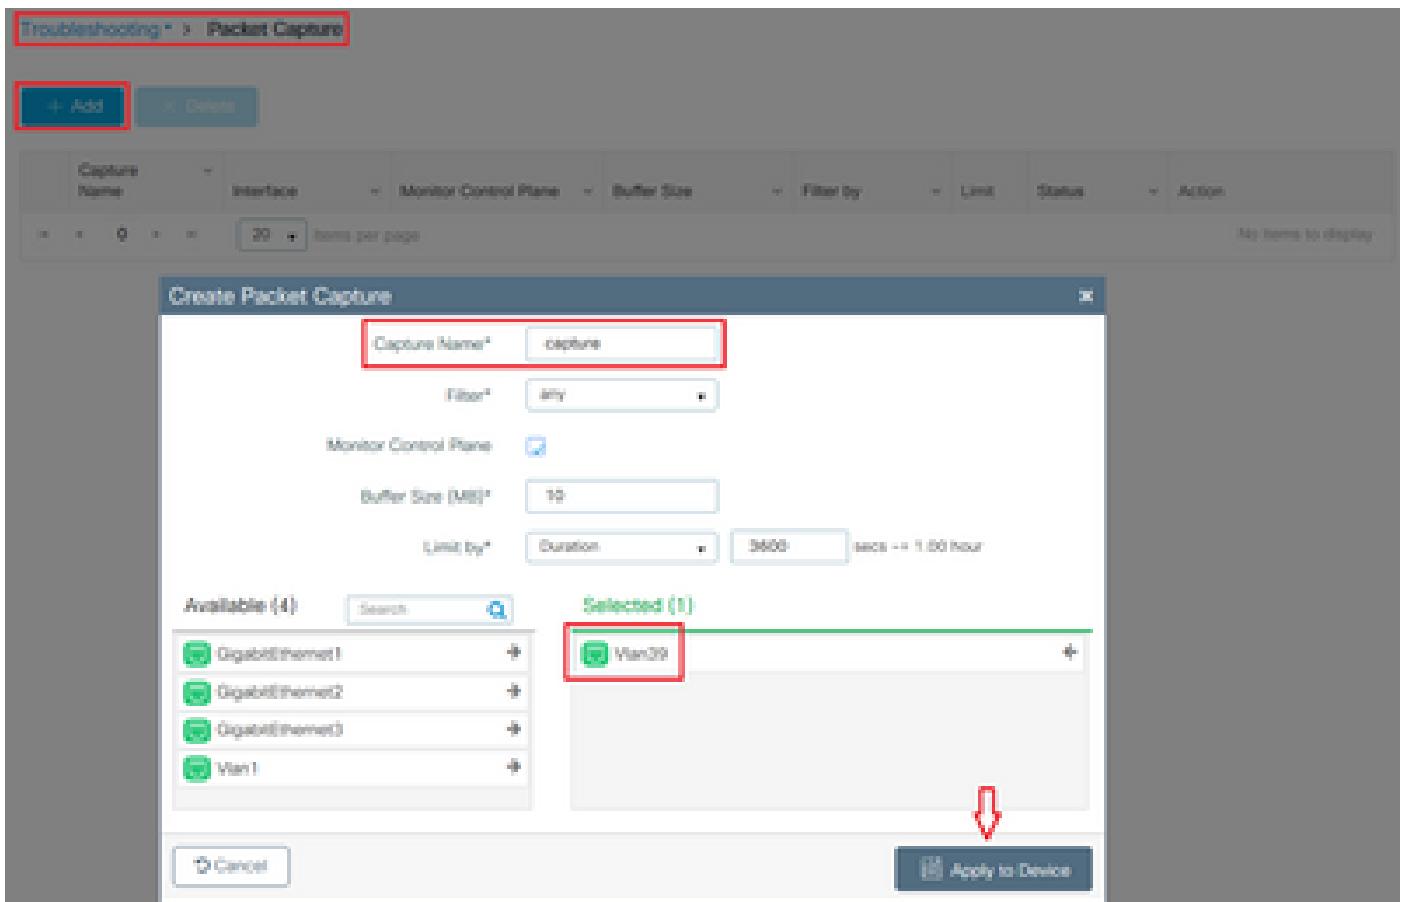 Troubleshooting > Packet Capture
+ Add × Delete
Capture Name Interface Monitor Control Plane Buffer Size Filter by Limit Status Action
0 20 items per page No items to display
Create Packet Capture ×
Capture Name* capture
Filter* any
Monitor Control Plane
Buffer Size (MB)* 10
Limit by* Duration 3600 secs ~= 1.00 hour
Available (4) Search Selected (1)
GigabitEthernet1 Vlan39
GigabitEthernet2
GigabitEthernet3
Vlan1
Cancel Apply to Device